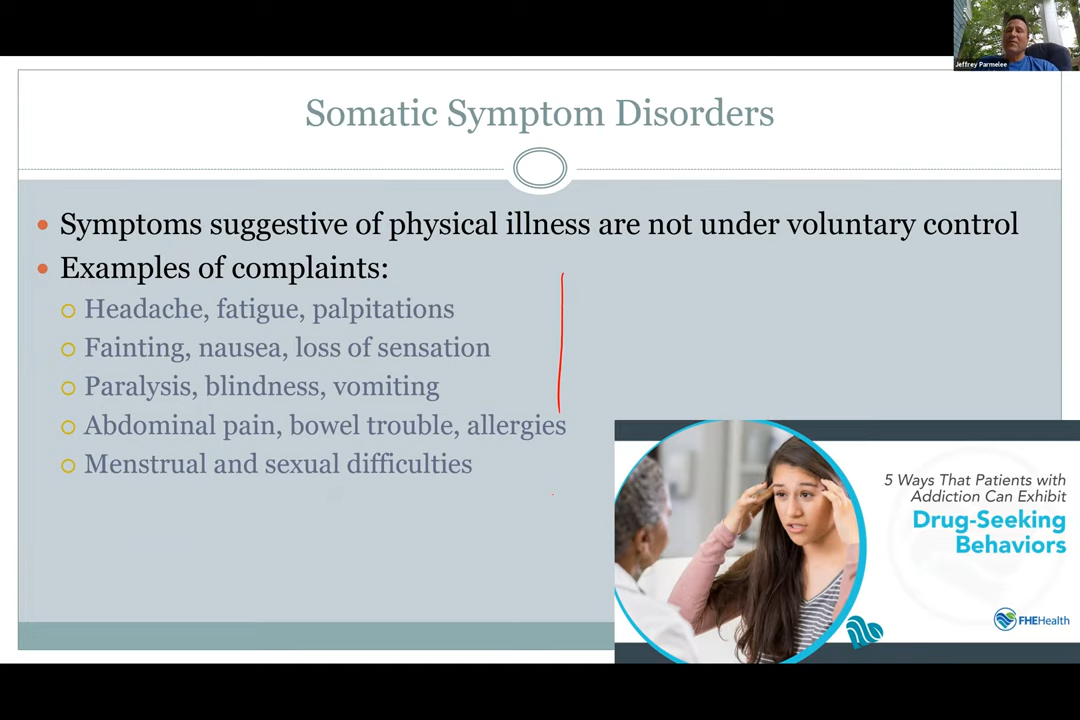 Jeffrey Parmelee
Somatic Symptom Disorders
Symptoms suggestive of physical illness are not under voluntary control
Examples of complaints:
Headache, fatigue, palpitations
Fainting, nausea, loss of sensation
Paralysis, blindness, vomiting
Abdominal pain, bowel trouble, allergies
Menstrual and sexual difficulties
5 Ways That Patients with
Addiction Can Exhibit
Drug-Seeking
Behaviors
FHEHealth